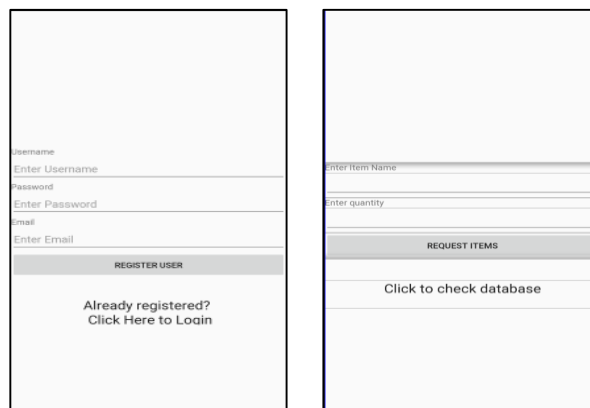 Username
Enter Username
Password
Enter Password
Email
Enter Email
REGISTER USER
Already registered?
Click Here to Login
Enter Item Name
Enter quantity
REQUEST ITEMS
Click to check database